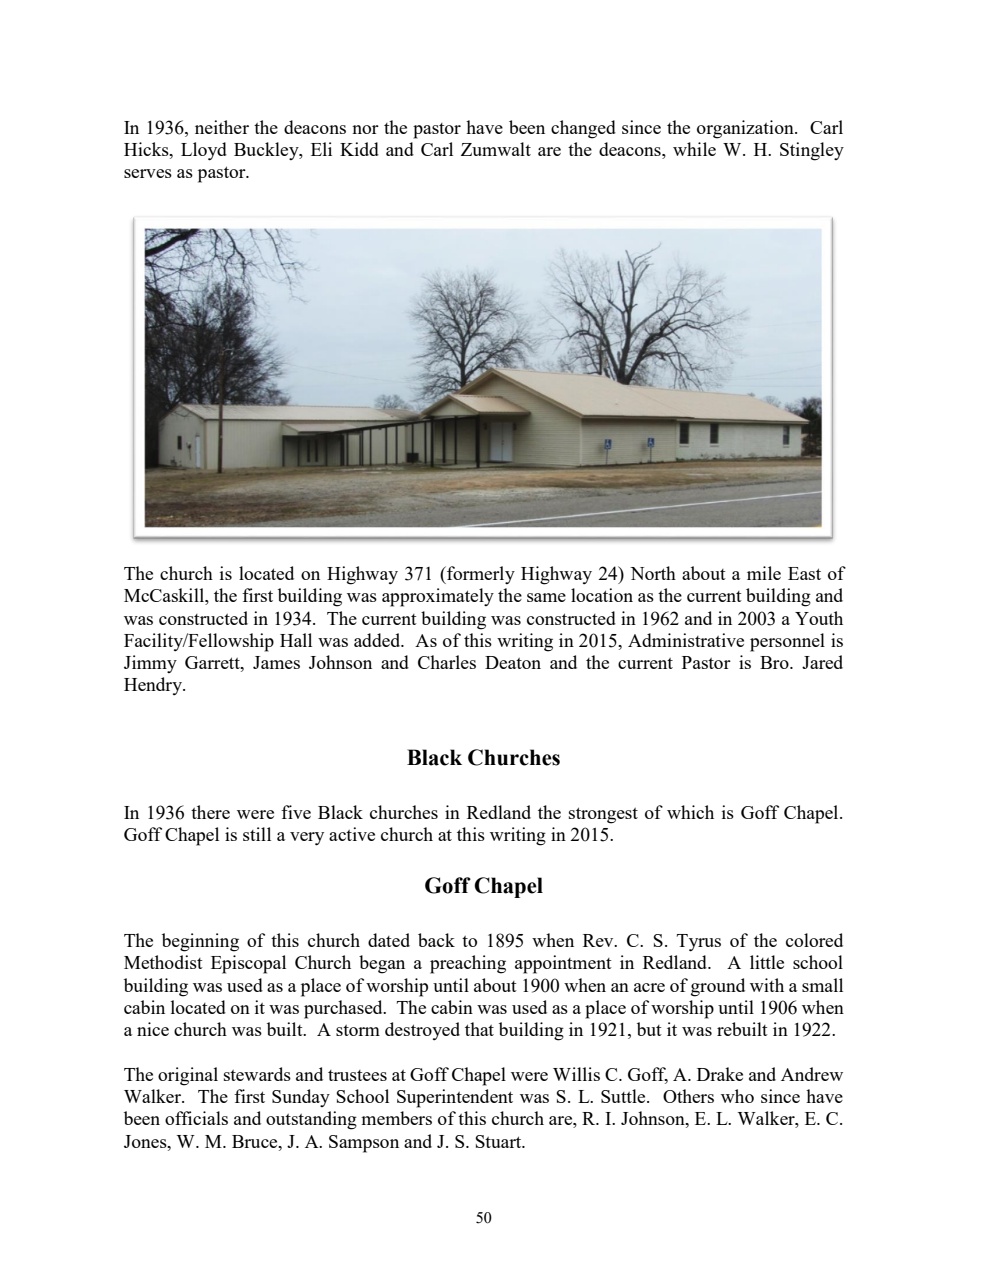 In 1936, neither the deacons nor the pastor have been changed since the organization.  Carl
Hicks, Lloyd Buckley, Eli Kidd and Carl Zumwalt are the deacons, while W. H. Stingley
serves as pastor.
The church is located on Highway 371 (formerly Highway 24) North about a mile East of
McCaskill, the first building was approximately the same location as the current building and
was constructed in 1934.  The current building was constructed in 1962 and in 2003 a Youth
Facility/Fellowship Hall was added.  As of this writing in 2015, Administrative personnel is
Jimmy Garrett, James Johnson and Charles Deaton and the current Pastor is Bro. Jared
Hendry.
Black Churches
In 1936 there were five Black churches in Redland the strongest of which is Goff Chapel.
Goff Chapel is still a very active church at this writing in 2015.
Goff Chapel
The beginning of this church dated back to 1895 when Rev. C. S. Tyrus of the colored
Methodist Episcopal Church began a preaching appointment in Redland.  A little school
building was used as a place of worship until about 1900 when an acre of ground with a small
cabin located on it was purchased.  The cabin was used as a place of worship until 1906 when
a nice church was built.  A storm destroyed that building in 1921, but it was rebuilt in 1922.
The original stewards and trustees at Goff Chapel were Willis C. Goff, A. Drake and Andrew
Walker.  The first Sunday School Superintendent was S. L. Suttle.  Others who since have
been officials and outstanding members of this church are, R. I. Johnson, E. L. Walker, E. C.
Jones, W. M. Bruce, J. A. Sampson and J. S. Stuart.
50